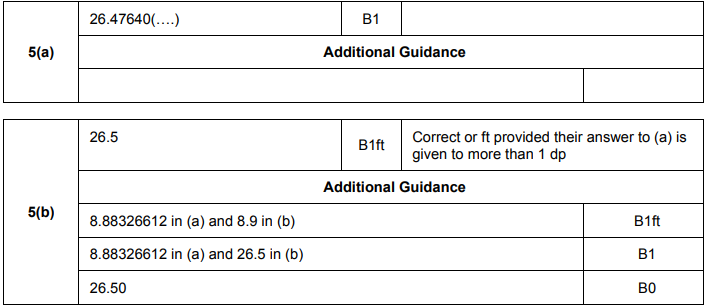 26.47640(….) B1
5(a) Additional Guidance
26.5 B1ft Correct or ft provided their answer to (a) is
given to more than 1 dp
Additional Guidance
5(b)
8.88326612 in (a) and 8.9 in (b) B1ft
8.88326612 in (a) and 26.5 in (b) B1
26.50 B0